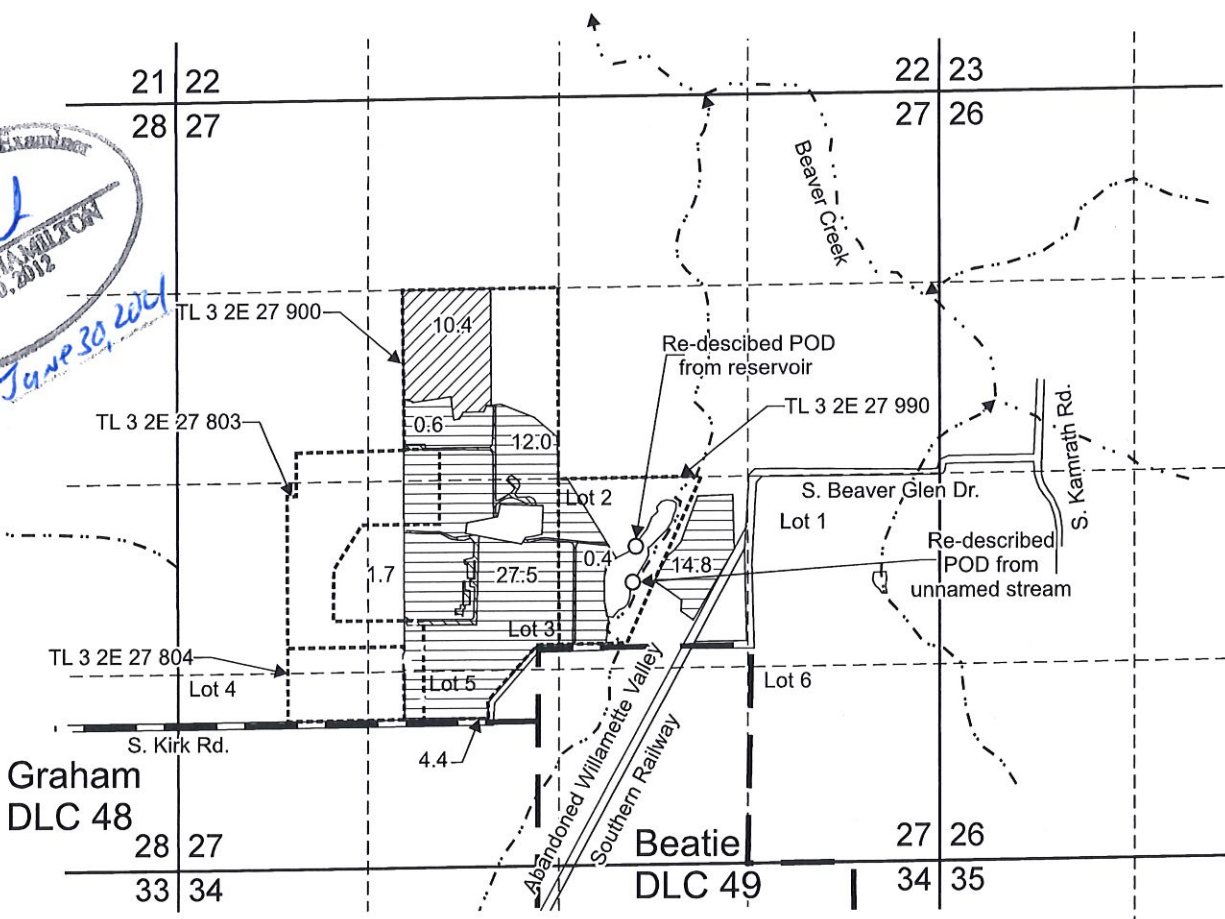 21 22
28 27
22 23
27 26
Examiner
HAMILTON
2012
June 30, 2021
Beaver Creek
TL 3 2E 27 900
10.4
Re-descibed POD
from reservoir
TL 3 2E 27 803
0.6
12.0
TL 3 2E 27 990
S. Kamrath Rd.
Lot 2
S. Beaver Glen Dr.
Lot 1
Re-described
POD from
unnamed stream
1.7
27.5
0.4
14.8
Lot 3
TL 3 2E 27 804
Lot 4
Lot 5
Lot 6
S. Kirk Rd.
4.4
Abandoned Willamette Valley
Southern Railway
Graham
DLC 48
Beatie
DLC 49
28 27
33 34
27 26
34 35